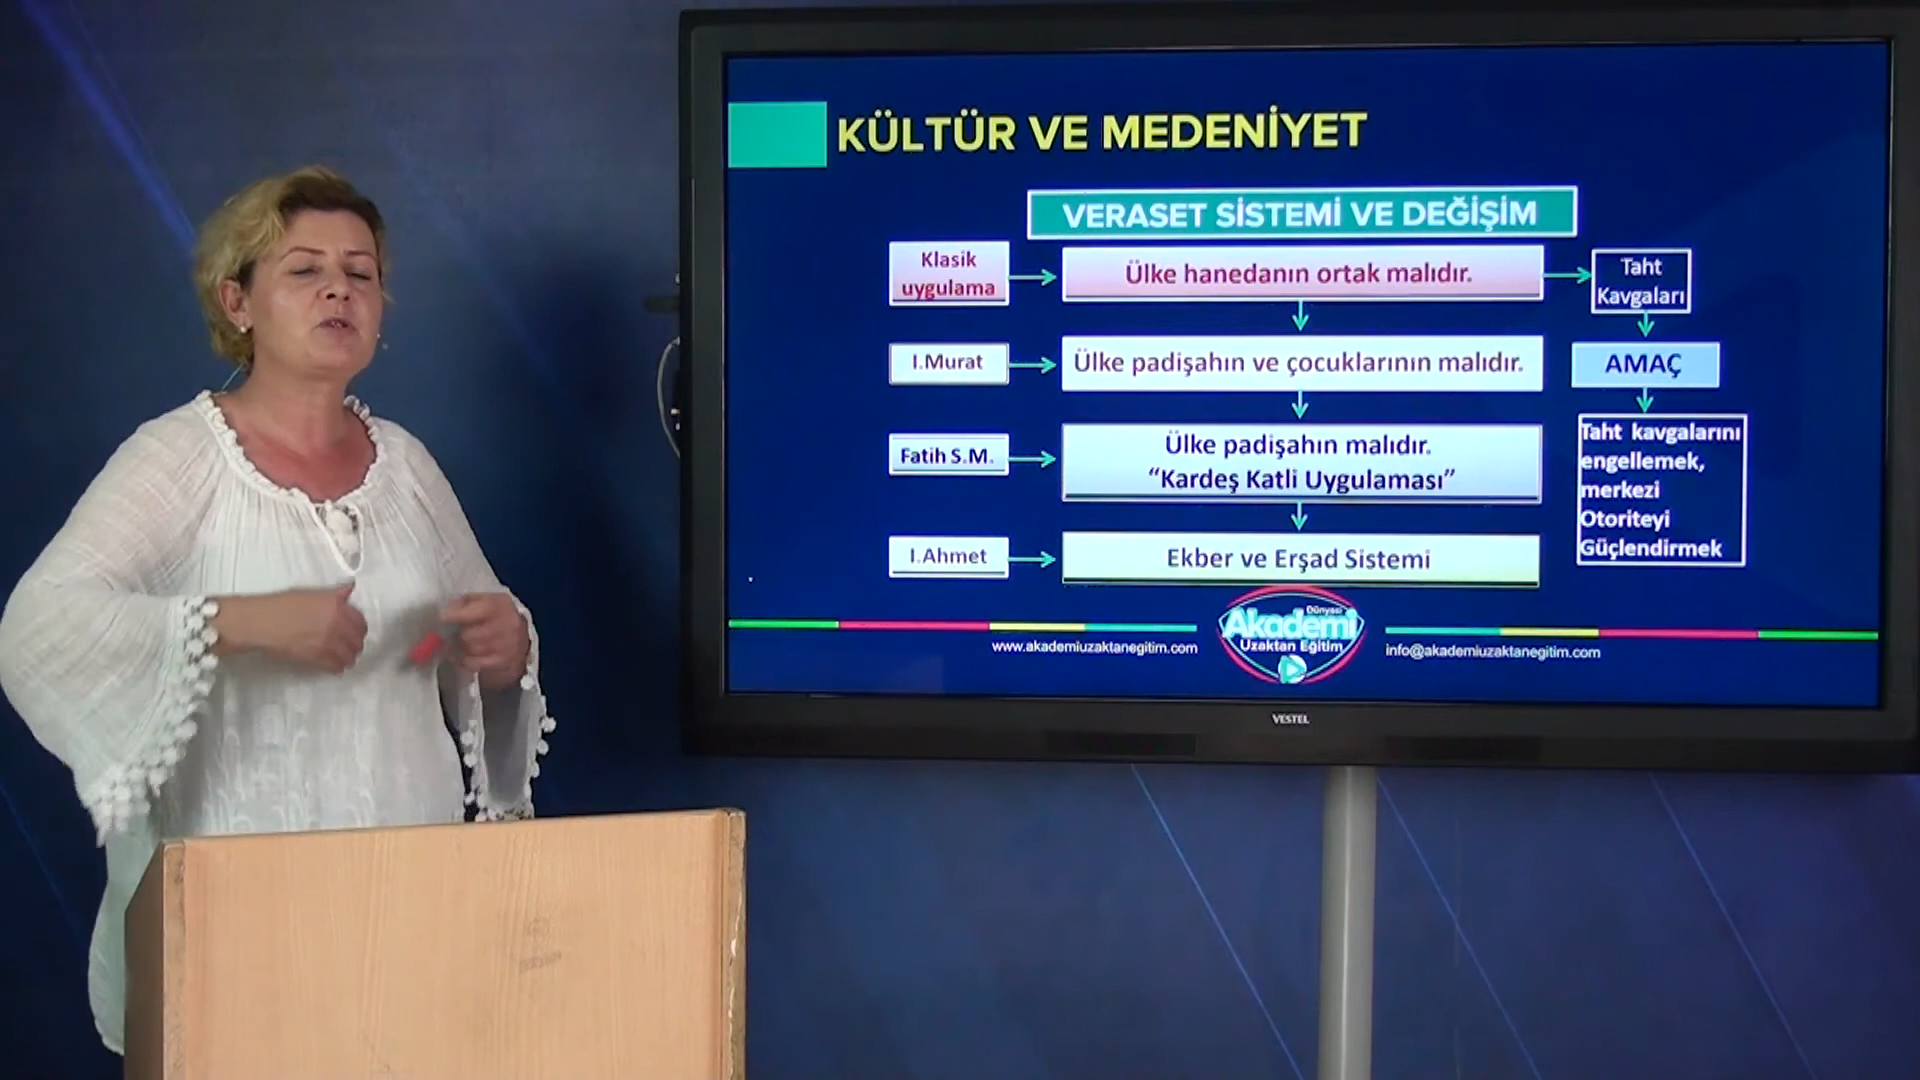 KÜLTÜR VE MEDENİYET
VERASET SİSTEMİ VE DEĞİŞİM
Klasik
uygulama
Ülke hanedanın ortak malıdır.
Taht
Kavgaları
I.Murat
Ülke padişahın ve çocuklarının malıdır.
AMAÇ
Fatih S.M.
Ülke padişahın malıdır.
“Kardeş Katli Uygulaması”
Taht kavgalarını
engellemek,
merkezi
Otoriteyi
Güçlendirmek
I.Ahmet
Ekber ve Erşad Sistemi
Dünyası
Akademi
Uzaktan Eğitim
www.akademiuzaktanegitim.com
info@akademiuzaktanegitim.com
VESTEL